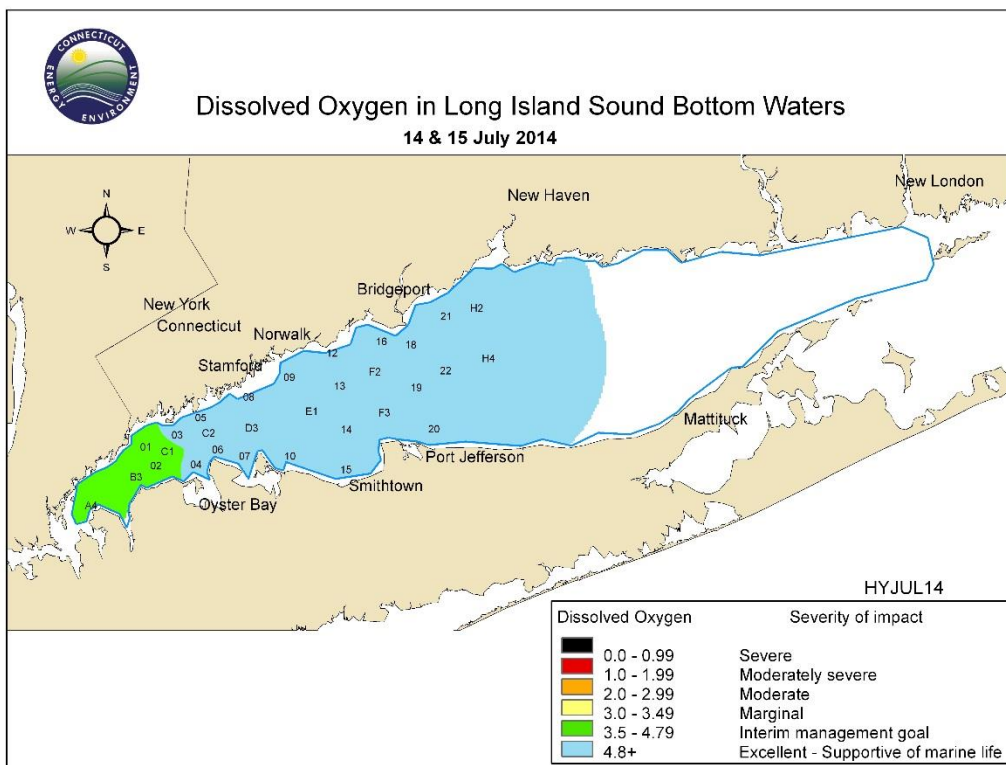 CONNECTICUT
ENERGY ENVIRONMENT
Dissolved Oxygen in Long Island Sound Bottom Waters
14 & 15 July 2014
N
W E
S
New London
New Haven
Bridgeport
New York
Connecticut
Norwalk
Stamford
H2
21
16
18
12
H4
F2
22
09
13
19
08
E1
F3
05
Mattituck
D3
14
20
03
C2
01
C1
06
07
10
Port Jefferson
02
04
15
B3
Smithtown
A4
Oyster Bay
HYJUL14
Dissolved Oxygen Severity of impact
0.0 - 0.99 Severe
1.0 - 1.99 Moderately severe
2.0 - 2.99 Moderate
3.0 - 3.49 Marginal
3.5 - 4.79 Interim management goal
4.8+ Excellent - Supportive of marine life